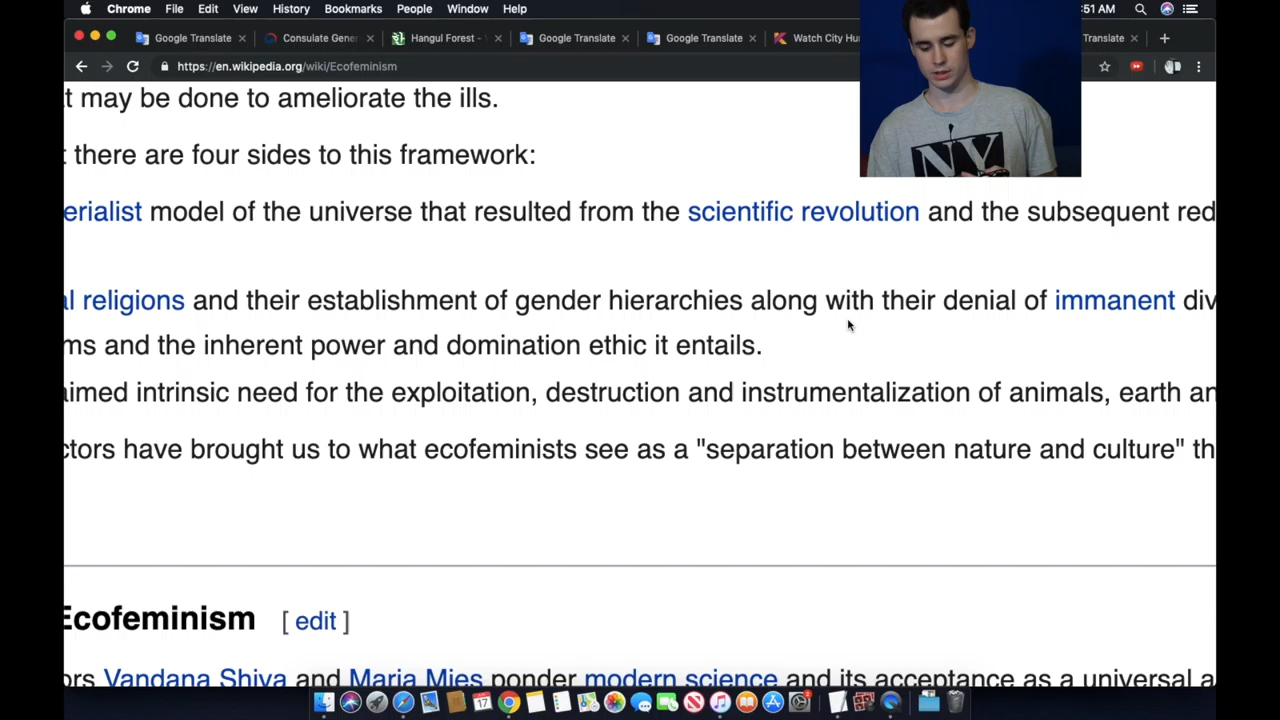 Chrome File Edit View History Bookmarks People Window Help :51 AM
Google Translate Consulate Gene Hangul Forest - Google Translate Google Translate Watch City Hu Translate
https://en.wikipedia.org/wiki/Ecofeminism
t may be done to ameliorate the ills.
there are four sides to this framework:
erialist model of the universe that resulted from the scientific revolution and the subsequent red
al religions and their establishment of gender hierarchies along with their denial of immanent div
ms and the inherent power and domination ethic it entails.
aimed intrinsic need for the exploitation, destruction and instrumentalization of animals, earth an
ctors have brought us to what ecofeminists see as a "separation between nature and culture" th
Ecofeminism [ edit ]
ors Vandana Shiva and Maria Mies ponder modern science and its acceptance as a universal a
NY
17